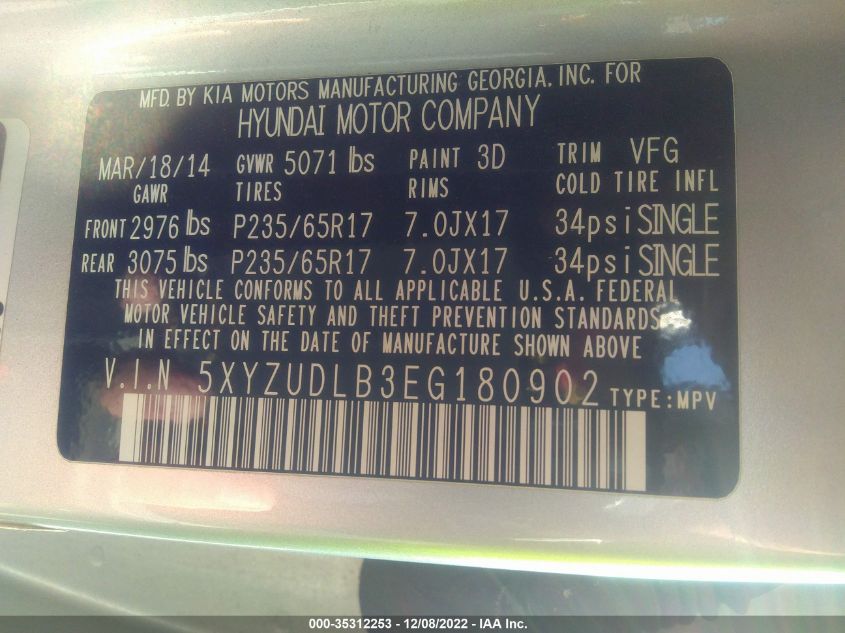 MFD. BY KIA MOTORS MANUFACTURING GEORGIA, INC. FOR
HYUNDAI MOTOR COMPANY
MAR/18/14 GVWR 5071 lbs PAINT 3D TRIM VFG
GAWR TIRES RIMS COLD TIRE INFL
FRONT 2976 lbs P235/65R17 7.0JX17 34psi SINGLE
REAR 3075 lbs P235/65R17 7.0JX17 34psi SINGLE
THIS VEHICLE CONFORMS TO ALL APPLICABLE U.S.A. FEDERAL
MOTOR VEHICLE SAFETY AND THEFT PREVENTION STANDARDS
IN EFFECT ON THE DATE OF MANUFACTURE SHOWN ABOVE
V.I.N 5XYZUDLB3EG180902 TYPE:MPV
000-35312253 - 12/08/2022 - IAA Inc.